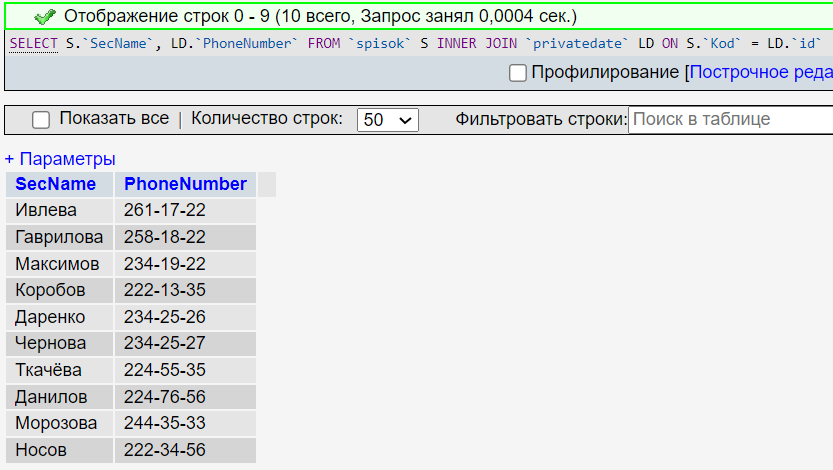 Отображение строк 0 - 9 (10 всего, Запрос занял 0,0004 сек.)
SELECT S.`SecName`, LD.`PhoneNumber` FROM `spisok` S INNER JOIN `privatedate` LD ON S.`Kod` = LD.`id`
Профилирование [Построчное реда
Показать все | Количество строк: 50 Фильтровать строки: Поиск в таблице
+ Параметры
SecName PhoneNumber
Ивлева 261-17-22
Гаврилова 258-18-22
Максимов 234-19-22
Коробов 222-13-35
Даренко 234-25-26
Чернова 234-25-27
Ткачёва 224-55-35
Данилов 224-76-56
Морозова 244-35-33
Носов 222-34-56